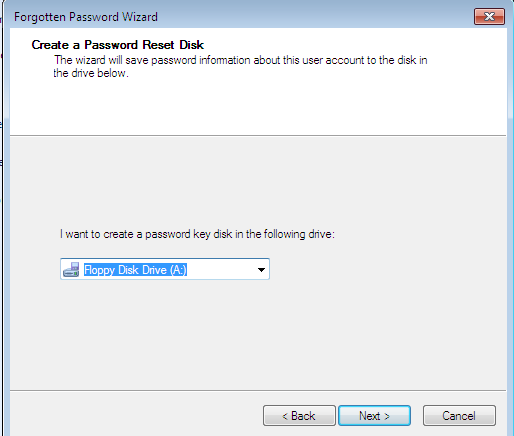 Forgotten Password Wizard
Create a Password Reset Disk
The wizard will save password information about this user account to the disk in
the drive below.
I want to create a password key disk in the following drive:
Floppy Disk Drive (A:)
< Back
Next >
Cancel